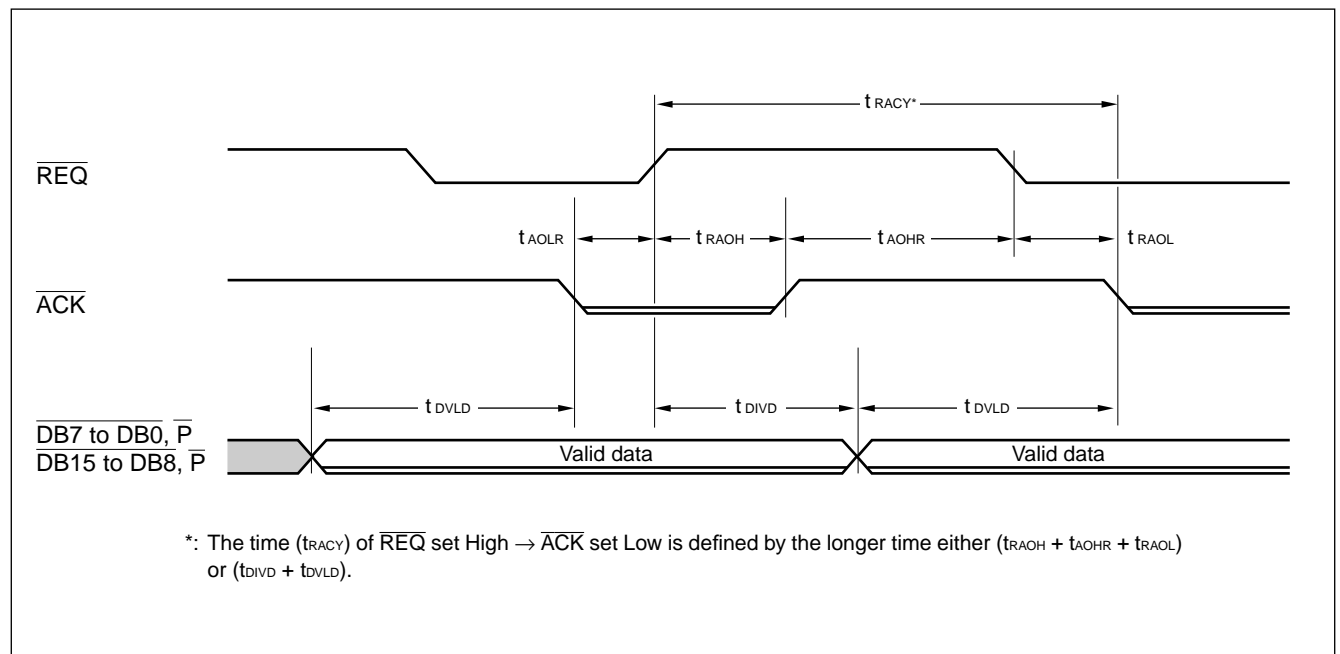 t RACY*
REQ
t AOLR
t RAOH
t AOHR
t RAOL
ACK
t DVLD
t DIVD
t DVLD
DB7 to DB0, P
DB15 to DB8, P
Valid data
Valid data
*: The time (tRACY) of REQ set High → ACK set Low is defined by the longer time either (tRAOH + tAOHR + tRAOL)
or (tDIVD + tDVLD).